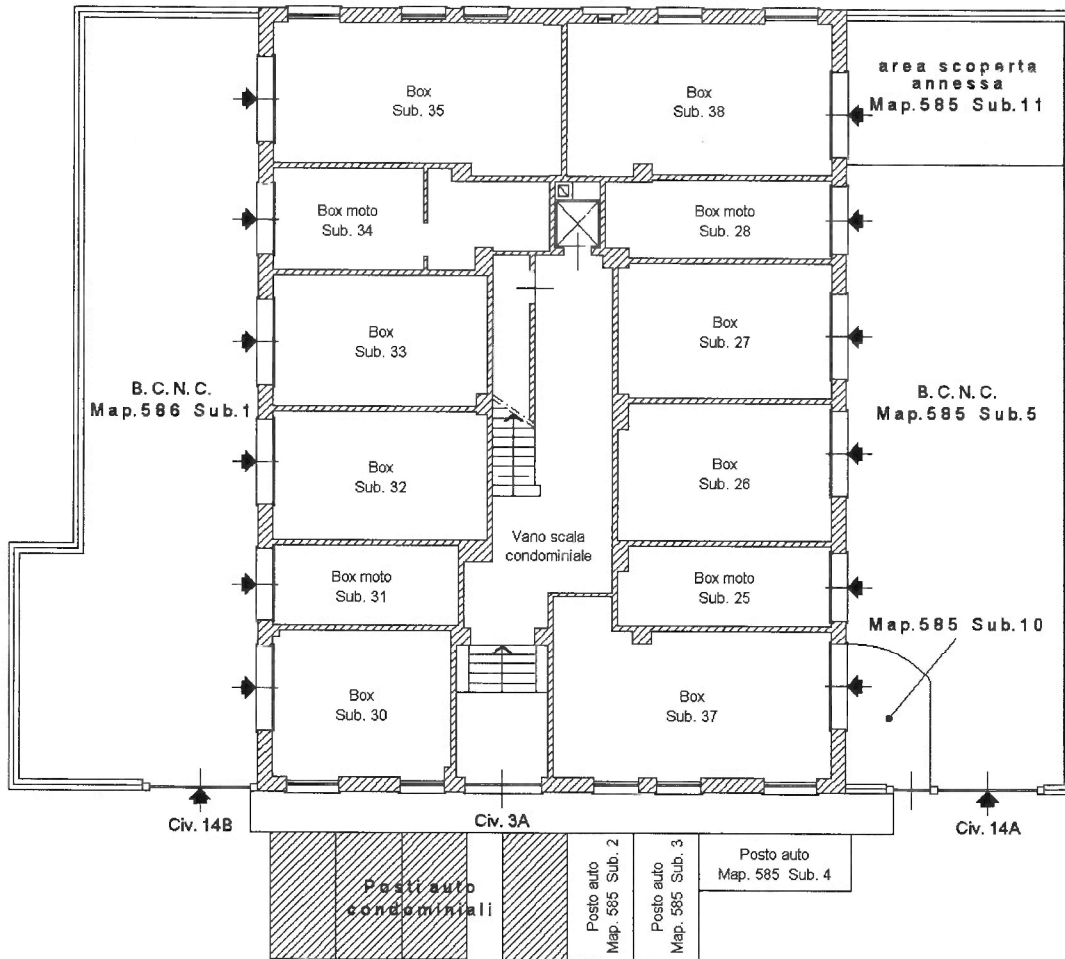 Box
Sub. 35
Box
Sub. 38
area scoperta
annessa
Map.585 Sub.11
Box moto
Sub. 34
Box moto
Sub. 28
Box
Sub. 33
Box
Sub. 27
B.C.N.C.
Map.586 Sub.1
B.C.N.C.
Map.585 Sub.5
Box
Sub. 32
Box
Sub. 26
Vano scala
condominiale
Box moto
Sub. 31
Box moto
Sub. 25
Map.585 Sub.10
Box
Sub. 30
Box
Sub. 37
Civ. 14B
Civ. 3A
Civ. 14A
Posti auto
condominiali
Posto auto
Map. 585 Sub. 2
Posto auto
Map. 585 Sub. 3
Posto auto
Map. 585 Sub. 4